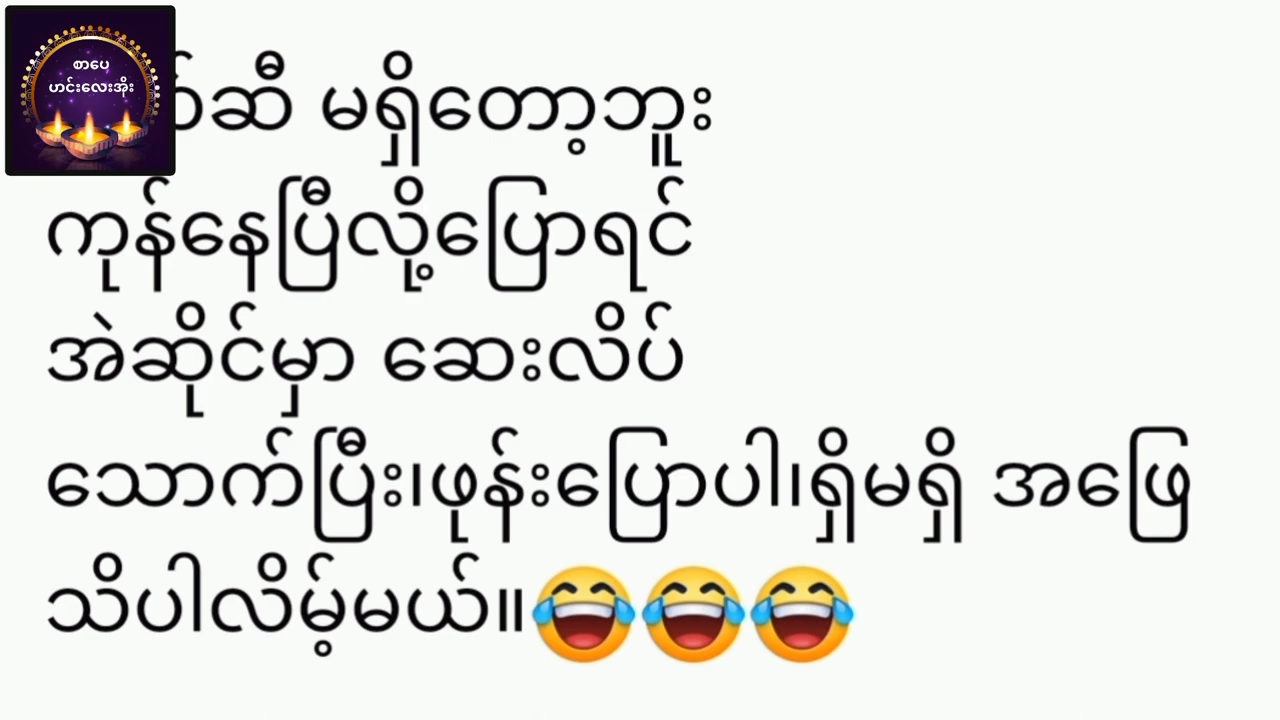 စာပေ
ဟင်းလေးအိုး
မရှိတော့ဘူး
ကုန်နေပြီလို့ပြောရင်
အဲဆိုင်မှာ ဆေးလိပ်
သောက်ပြီး၊ဖုန်းပြောပါ၊ရှိမရှိ အဖြေ
သိပါလိမ့်မယ်။😂😂😂